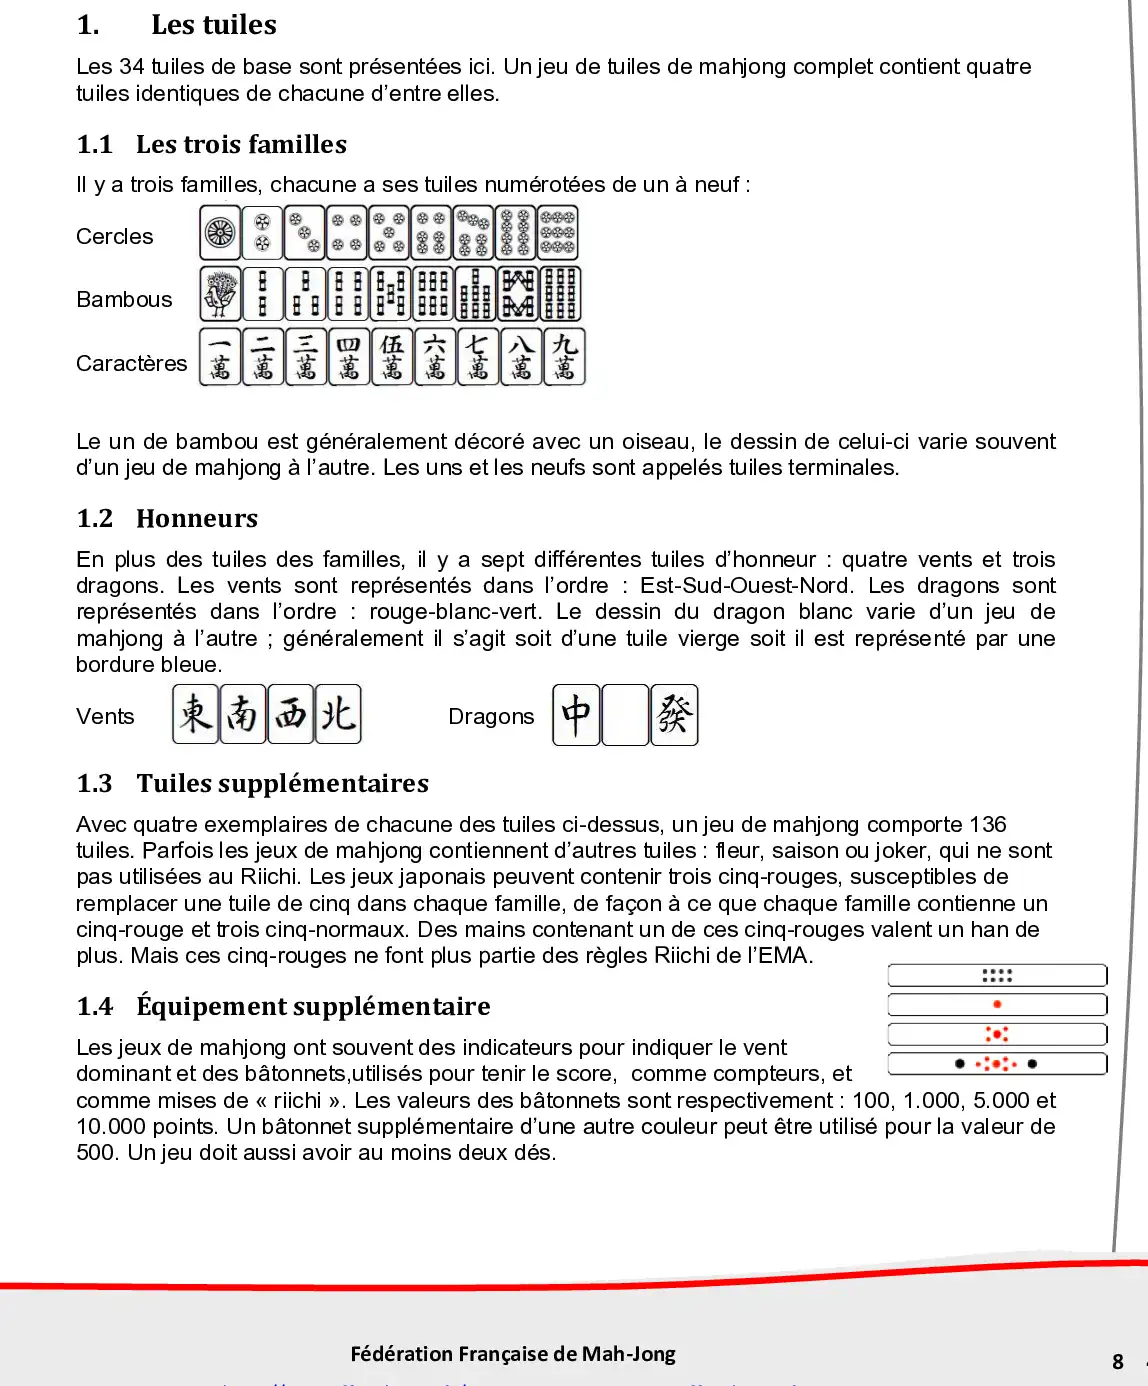 1. Les tuiles
Les 34 tuiles de base sont présentées ici. Un jeu de tuiles de mahjong complet contient quatre
tuiles identiques de chacune d’entre elles.
1.1 Les trois familles
Il y a trois familles, chacune a ses tuiles numérotées de un à neuf :
Cercles
Bambous
Caractères
一萬 二萬 三萬 四萬 伍萬 六萬 七萬 八萬 九萬
Le un de bambou est généralement décoré avec un oiseau, le dessin de celui-ci varie souvent
d’un jeu de mahjong à l’autre. Les uns et les neufs sont appelés tuiles terminales.
1.2 Honneurs
En plus des tuiles des familles, il y a sept différentes tuiles d’honneur : quatre vents et trois
dragons. Les vents sont représentés dans l’ordre : Est-Sud-Ouest-Nord. Les dragons sont
représentés dans l’ordre : rouge-blanc-vert. Le dessin du dragon blanc varie d’un jeu de
mahjong à l’autre ; généralement il s’agit soit d’une tuile vierge soit il est représenté par une
bordure bleue.
Vents 東 南 西 北 Dragons 中 發
1.3 Tuiles supplémentaires
Avec quatre exemplaires de chacune des tuiles ci-dessus, un jeu de mahjong comporte 136
tuiles. Parfois les jeux de mahjong contiennent d’autres tuiles : fleur, saison ou joker, qui ne sont
pas utilisées au Riichi. Les jeux japonais peuvent contenir trois cinq-rouges, susceptibles de
remplacer une tuile de cinq dans chaque famille, de façon à ce que chaque famille contienne un
cinq-rouge et trois cinq-normaux. Des mains contenant un de ces cinq-rouges valent un han de
plus. Mais ces cinq-rouges ne font plus partie des règles Riichi de l’EMA.
1.4 Équipement supplémentaire
Les jeux de mahjong ont souvent des indicateurs pour indiquer le vent
dominant et des bâtonnets,utilisés pour tenir le score, comme compteurs, et
comme mises de « riichi ». Les valeurs des bâtonnets sont respectivement : 100, 1.000, 5.000 et
10.000 points. Un bâtonnet supplémentaire d’une autre couleur peut être utilisé pour la valeur de
500. Un jeu doit aussi avoir au moins deux dés.
Fédération Française de Mah-Jong
8